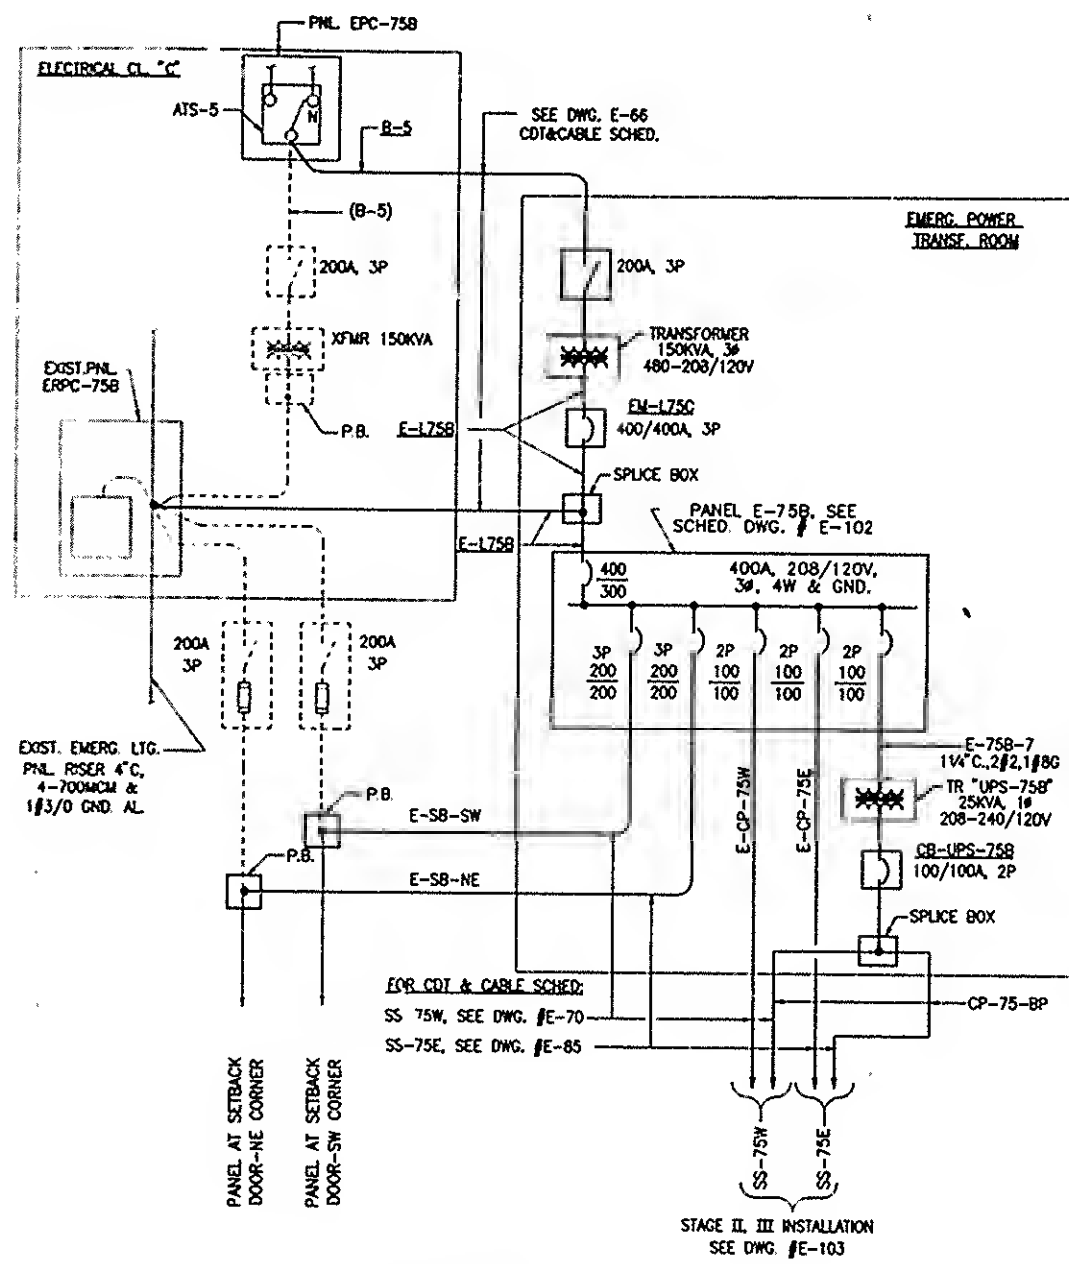 PNL. EPC-75B
ELECTRICAL CL. "C"
ATS-5
N
B-5
SEE DWG. E-66
CDT&CABLE SCHED.
(B-5)
EMERG. POWER
TRANSF. ROOM
200A, 3P
200A, 3P
XFMR 150KVA
TRANSFORMER
150KVA, 3ø
480-208/120V
EXIST.PNL.
ERPC-75B
P.B.
E-L75B
EM-L75C
400/400A, 3P
SPLICE BOX
PANEL E-75B, SEE
SCHED. DWG. # E-102
E-L75B
400
300
400A, 208/120V,
3ø, 4W & GND.
200A
3P
200A
3P
3P
200
200
3P
200
200
2P
100
100
2P
100
100
2P
100
100
EXIST. EMERG. LTG.
PNL. RISER 4"C,
4-700MCM &
1#3/0 GND. AL.
P.B.
P.B.
E-SB-SW
E-SB-NE
E-CP-75W
E-CP-75E
E-75B-7
1¼"C.,2#2,1#8G
TR "UPS-75B"
25KVA, 1ø
208-240/120V
CB-UPS-75B
100/100A, 2P
SPLICE BOX
FOR CDT & CABLE SCHED:
SS 75W, SEE DWG. #E-70
SS-75E, SEE DWG. #E-85
CP-75-BP
PANEL AT SETBACK
DOOR-NE CORNER
PANEL AT SETBACK
DOOR-SW CORNER
SS-75W
SS-75E
STAGE II, III INSTALLATION
SEE DWG. #E-103